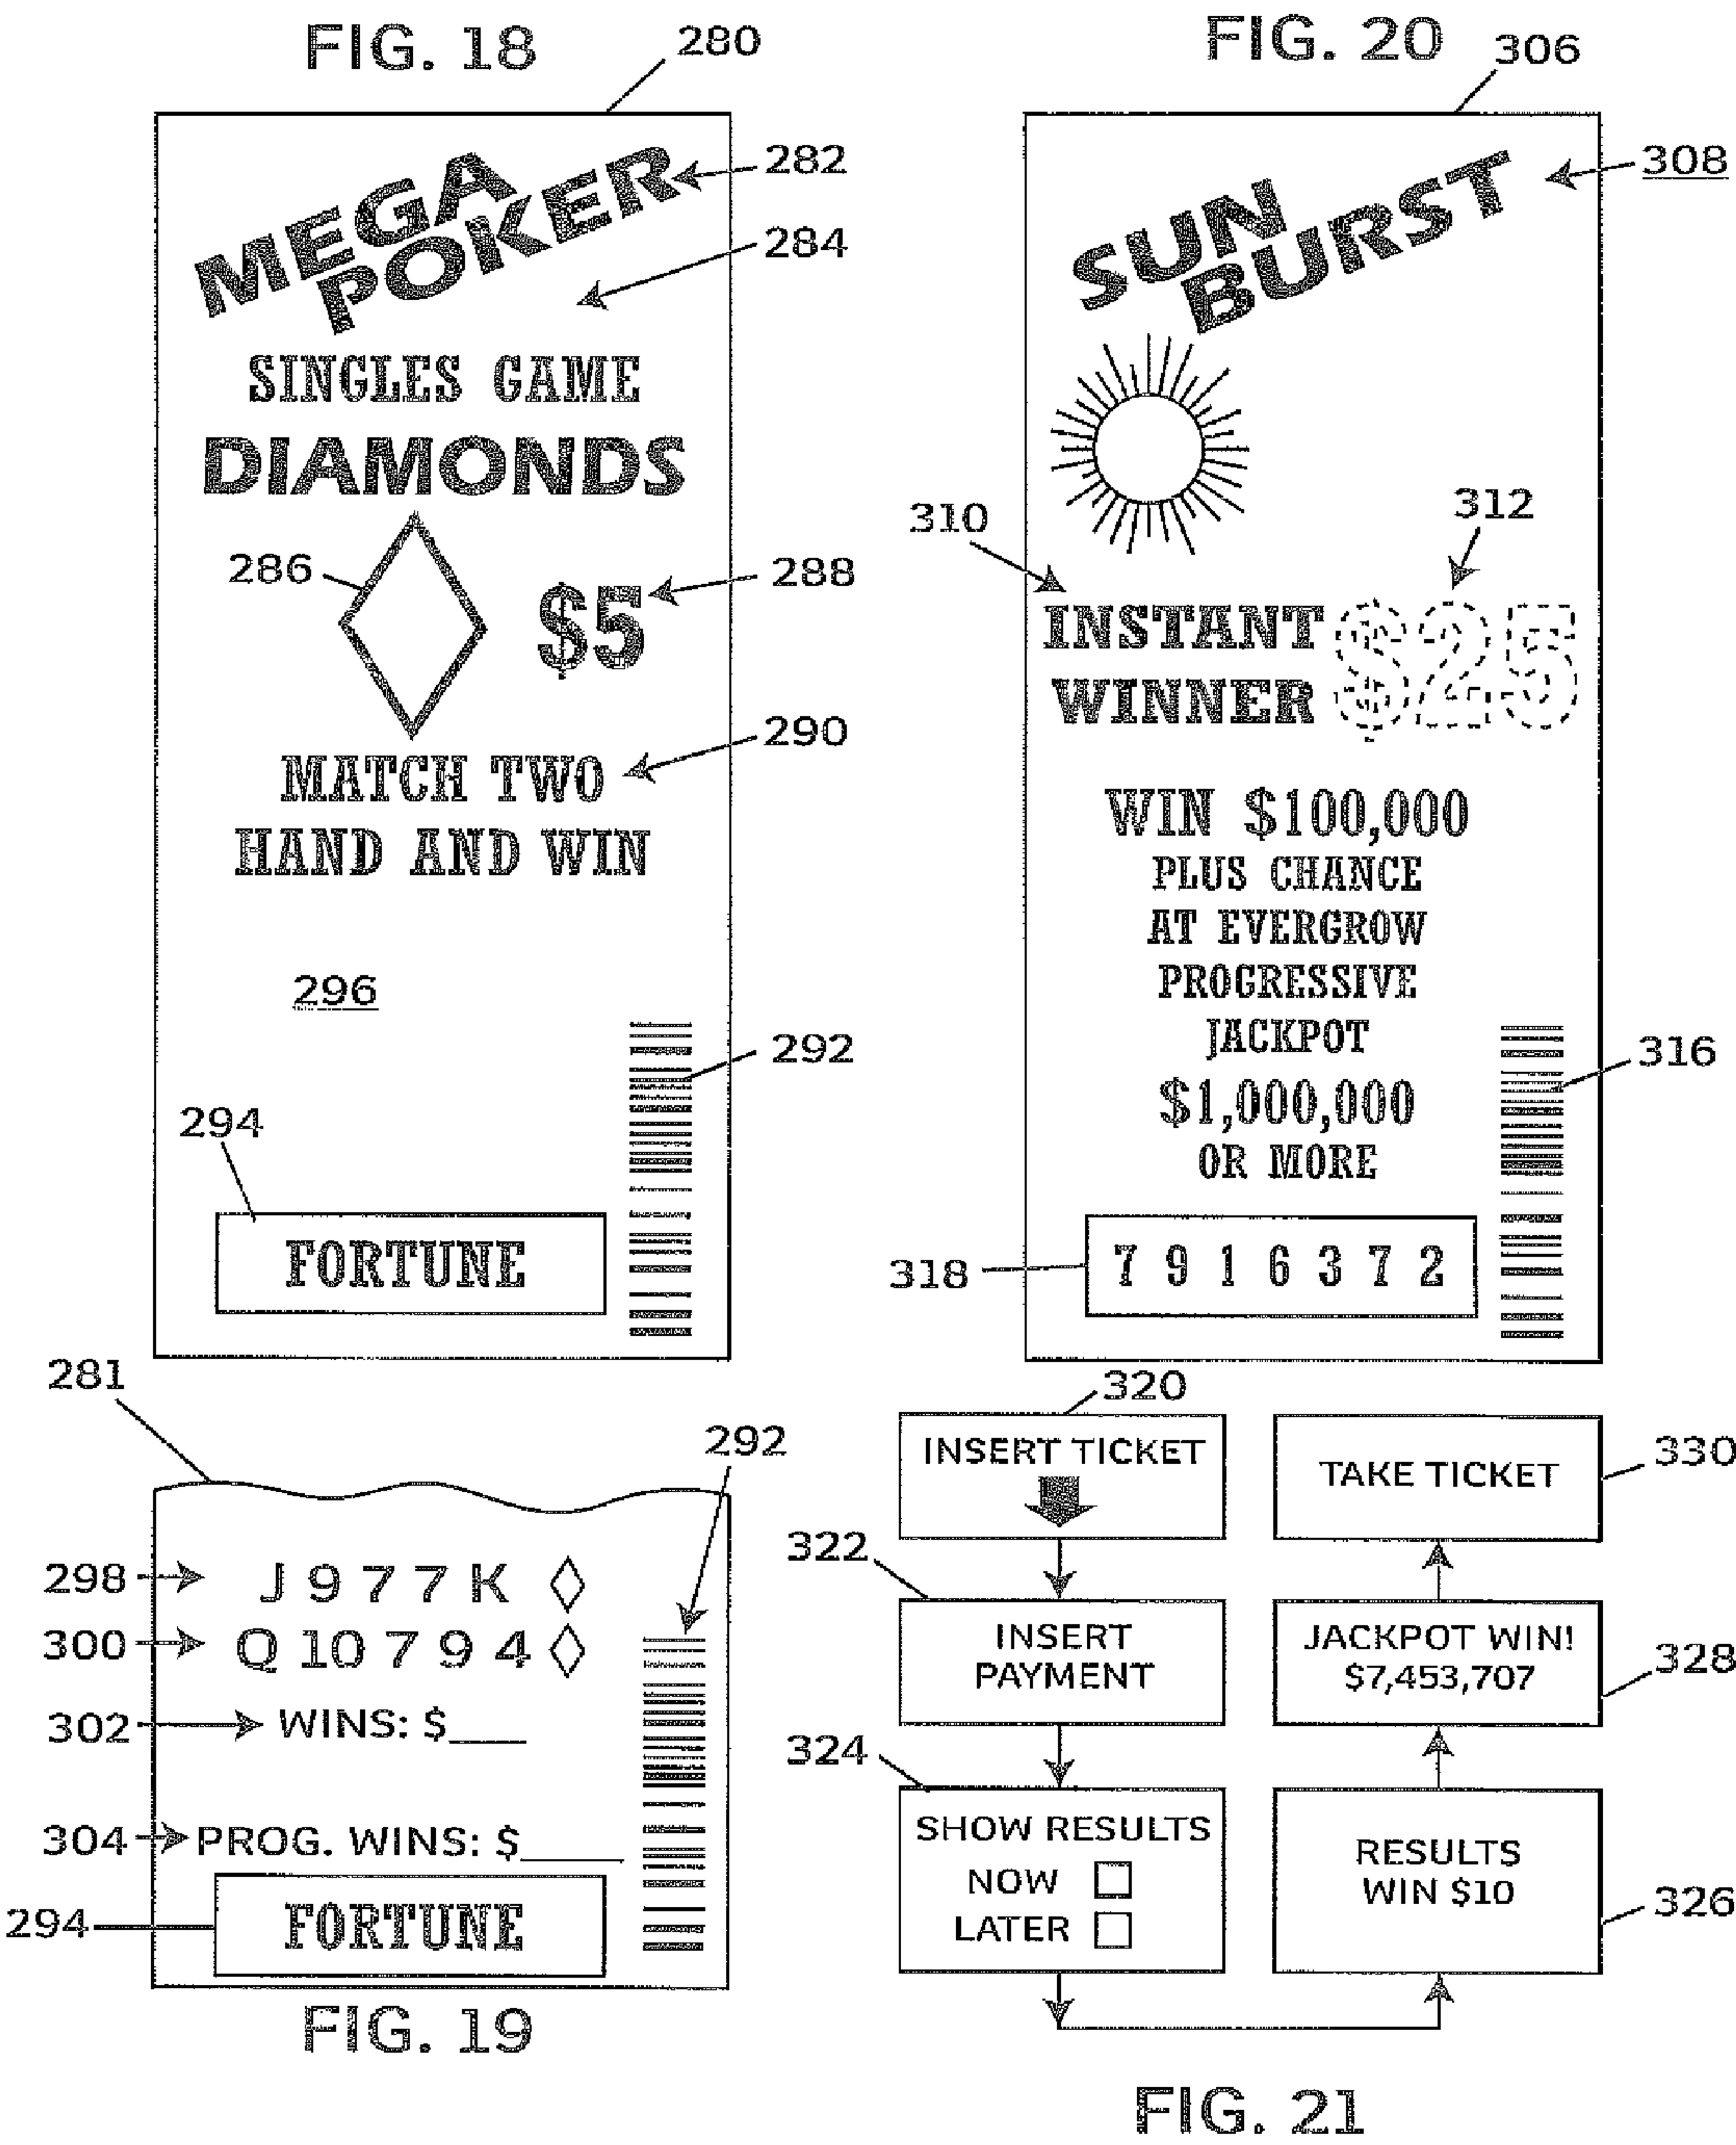 FIG. 18
280
MEGA
POKER
282
284
SINGLES GAME
DIAMONDS
286
$5
288
MATCH TWO
290
HAND AND WIN
296
292
294
FORTUNE
FIG. 20
306
SUN
BURST
308
310
312
INSTANT
WINNER
$25
WIN $100,000
PLUS CHANCE
AT EVERGROW
PROGRESSIVE
JACKPOT
$1,000,000
OR MORE
316
318
7 9 1 6 3 7 2
281
292
298
J 9 7 7 K ◊
300
Q 10 7 9 4 ◊
302
WINS: $____
304
PROG. WINS: $_____
294
FORTUNE
FIG. 19
320
INSERT TICKET
322
INSERT
PAYMENT
324
SHOW RESULTS
NOW □
LATER □
TAKE TICKET
330
JACKPOT WIN!
$7,453,707
328
RESULTS
WIN $10
326
FIG. 21